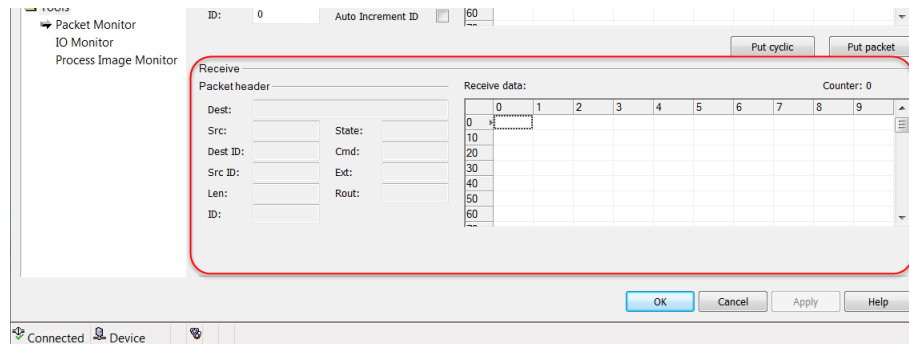 Tools
ID: 0 Auto Increment ID 60
Packet Monitor
IO Monitor
Put cyclic Put packet
Process Image Monitor
Receive
Packet header Receive data: Counter: 0
0 1 2 3 4 5 6 7 8 9
Dest:
0
Src: State:
10
Dest ID: Cmd:
20
Src ID: Ext:
30
40
Len: Rout:
50
ID:
60
70
OK Cancel Apply Help
Connected Device